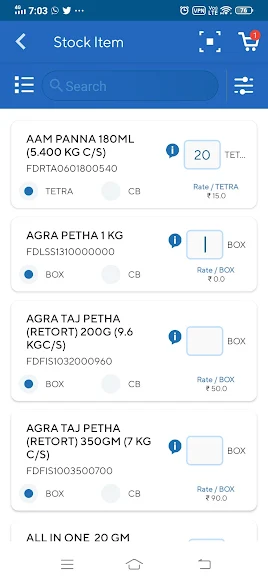 4G 7:03
VPN 76
Stock Item
1
Search
AAM PANNA 180ML
(5.400 KG C/S)
FDRTA0601800540
20 TET...
TETRA CB
Rate / TETRA
₹ 15.0
AGRA PETHA 1 KG
FDLSS1310000000
BOX
BOX CB
Rate / BOX
₹ 0.0
AGRA TAJ PETHA
(RETORT) 200G (9.6
KGC/S)
FDFIS1032000960
BOX
BOX CB
Rate / BOX
₹ 50.0
AGRA TAJ PETHA
(RETORT) 350GM (7 KG
C/S)
FDFIS1003500700
BOX
BOX CB
Rate / BOX
₹ 90.0
ALL IN ONE 20 GM